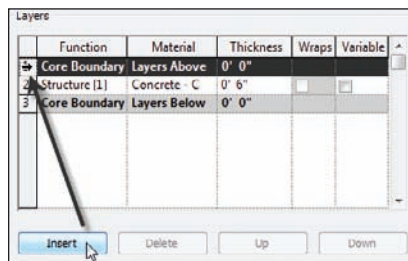 Layers
Function Material Thickness Wraps Variable
Core Boundary Layers Above 0' 0"
2 Structure [1] Concrete - C 0' 6"
3 Core Boundary Layers Below 0' 0"
Insert Delete Up Down